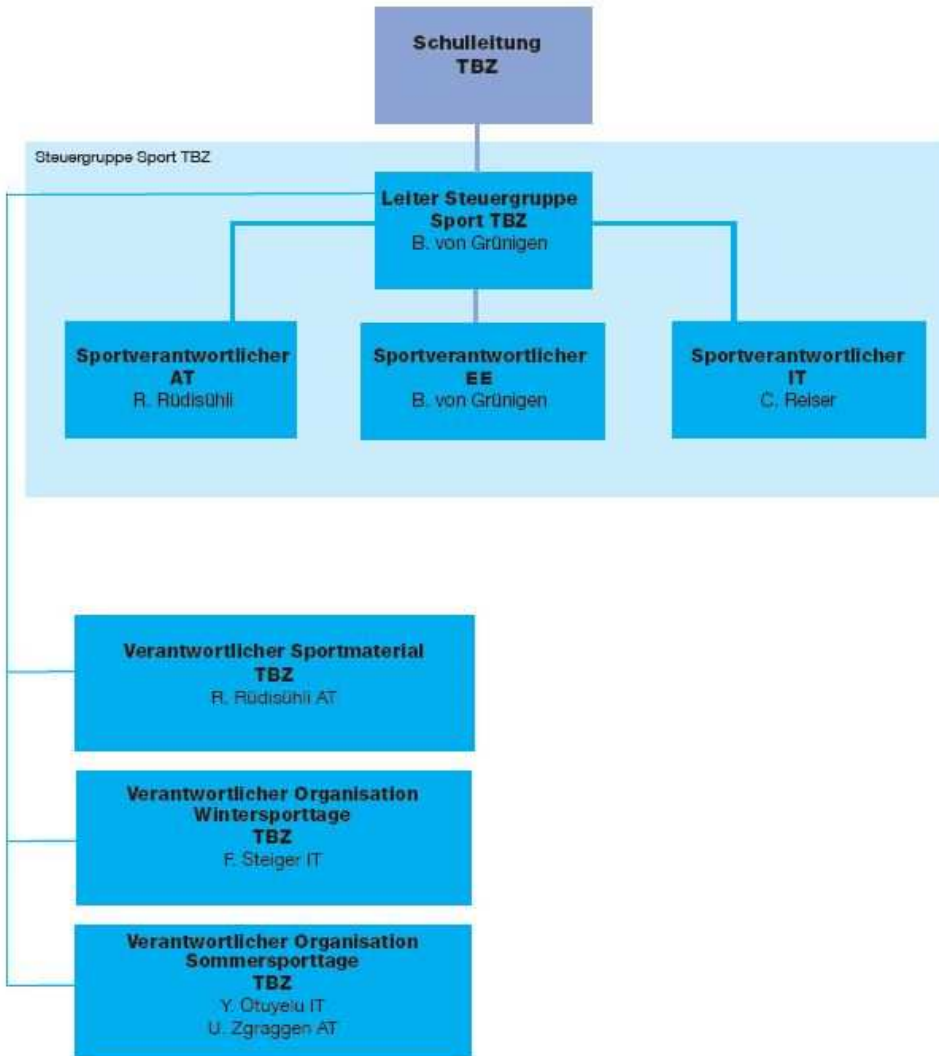 Schulleitung
TBZ
Steuergruppe Sport TBZ
Leiter Steuergruppe
Sport TBZ
B. von Grünigen
Sportverantwortlicher
AT
R. Rüdisühli
Sportverantwortlicher
EE
B. von Grünigen
Sportverantwortlicher
IT
C. Reiser
Verantwortlicher Sportmaterial
TBZ
R. Rüdisühli AT
Verantwortlicher Organisation
Wintersporttage
TBZ
F. Steiger IT
Verantwortlicher Organisation
Sommersporttage
TBZ
Y. Otuyelu IT
U. Zgraggen AT